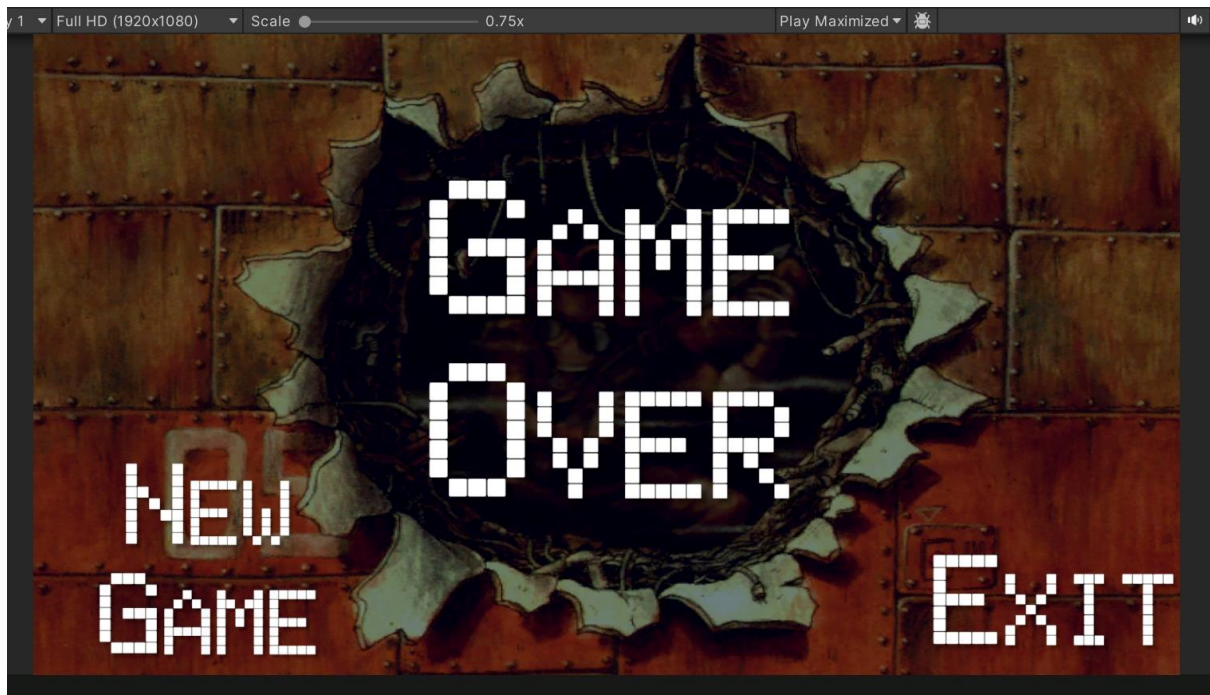 y 1 Full HD (1920x1080) Scale 0.75x Play Maximized
GAME
OVER
NEW
GAME
EXIT